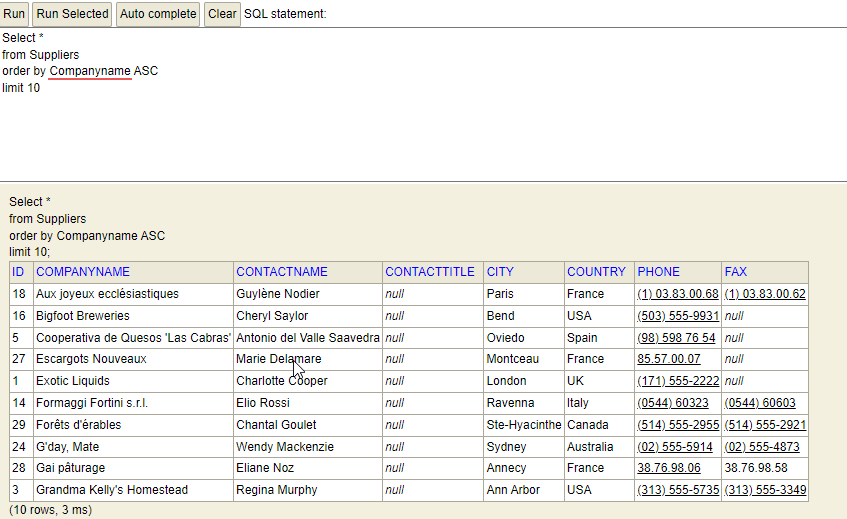 Run Run Selected Auto complete Clear SQL statement:
Select *
from Suppliers
order by Companyname ASC
limit 10
Select *
from Suppliers
order by Companyname ASC
limit 10;
ID COMPANYNAME CONTACTNAME CONTACTTITLE CITY COUNTRY PHONE FAX
18 Aux joyeux ecclésiastiques Guylène Nodier null Paris France (1) 03.83.00.68 (1) 03.83.00.62
16 Bigfoot Breweries Cheryl Saylor null Bend USA (503) 555-9931 null
5 Cooperativa de Quesos 'Las Cabras' Antonio del Valle Saavedra null Oviedo Spain (98) 598 76 54 null
27 Escargots Nouveaux Marie Delamare null Montceau France 85.57.00.07 null
1 Exotic Liquids Charlotte Cooper null London UK (171) 555-2222 null
14 Formaggi Fortini s.r.l. Elio Rossi null Ravenna Italy (0544) 60323 (0544) 60603
29 Forêts d'érables Chantal Goulet null Ste-Hyacinthe Canada (514) 555-2955 (514) 555-2921
24 G'day, Mate Wendy Mackenzie null Sydney Australia (02) 555-5914 (02) 555-4873
28 Gai pâturage Eliane Noz null Annecy France 38.76.98.06 38.76.98.58
3 Grandma Kelly's Homestead Regina Murphy null Ann Arbor USA (313) 555-5735 (313) 555-3349
(10 rows, 3 ms)